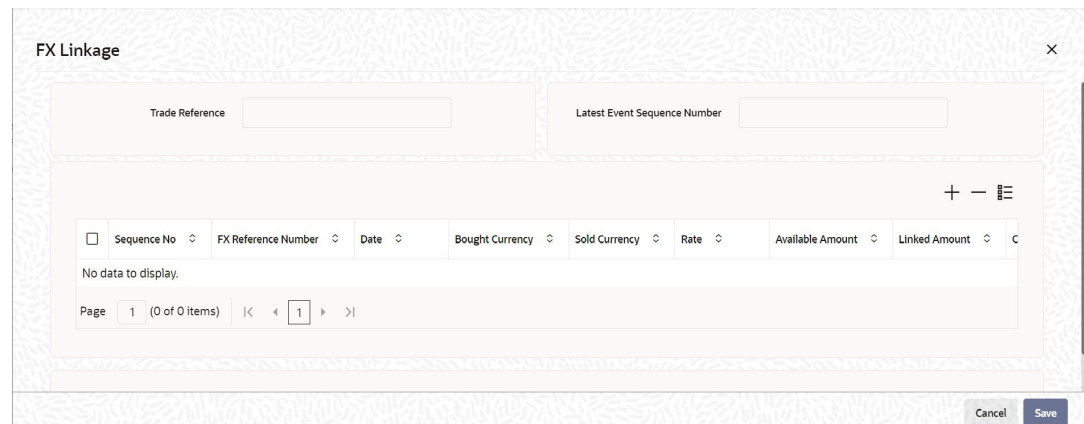 FX Linkage
Trade Reference
Latest Event Sequence Number
Sequence No FX Reference Number Date Bought Currency Sold Currency Rate Available Amount Linked Amount
No data to display.
Page 1 (0 of 0 items) 1
Cancel Save